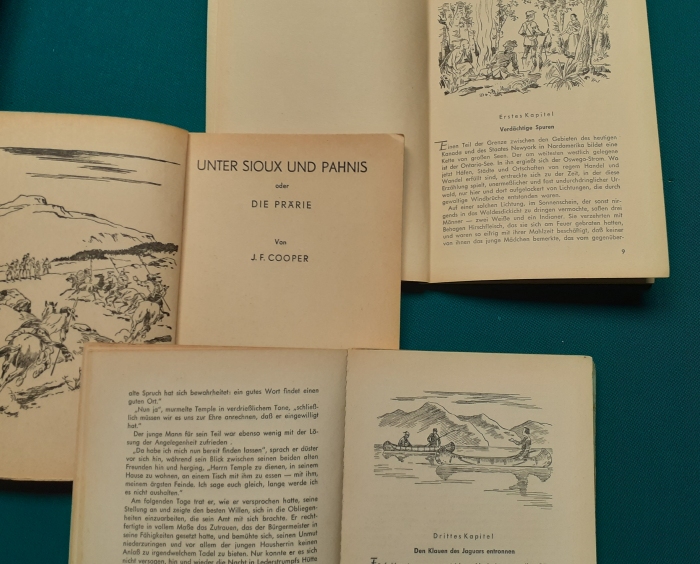 Erstes Kapitel
Verdächtige Spuren
Einen Teil der Grenze zwischen den Gebieten des heutigen
Kanada und des Staates Newyork in Nordamerika bildet eine
Kette von großen Seen. Der am weitesten westlich gelegene
ist der Ontario-See. In ihn ergießt sich der Oswego-Strom. Wo
jetzt Häfen, Städte und Ortschaften von regem Handel und
Wandel erfüllt sind, erstreckte sich zu der Zeit, in der diese
Erzählung spielt, unermeßlicher und fast undurchdringlicher Ur-
wald, nur hier und dort aufgelockert von Lichtungen, die durch
gewaltige Windbrüche entstanden waren.
Auf einer solchen Lichtung, im Sonnenschein, der sonst nir-
gends in das Waldesdickicht zu dringen vermochte, saßen drei
Männer — zwei Weiße und ein Indianer. Sie verzehrten mit
Behagen Hirschfleisch, das sie sich am Feuer gebraten hatten,
und waren so eifrig mit ihrer Mahlzeit beschäftigt, daß keiner
von ihnen das junge Mädchen bemerkte, das vom gegenüber-
9
UNTER SIOUX UND PAHNIS
oder
DIE PRÄRIE
Von
J. F. COOPER
alte Spruch hat sich bewahrheitet: ein gutes Wort findet einen
guten Ort."
„Nun ja", murmelte Temple in verdrießlichem Tone, „schließ-
lich müssen wir es uns zur Ehre anrechnen, daß er eingewilligt
hat."
Der junge Mann für sein Teil war ebenso wenig mit der Lö-
sung der Angelegenheit zufrieden.
„Da habe ich mich nun bereit finden lassen", sprach er düster
vor sich hin, während sein Blick zwischen seinen beiden alten
Freunden hin und herging, „Herrn Temple zu dienen, in seinem
Hause zu wohnen, an einem Tisch mit ihm zu essen — mit ihm,
meinem ärgsten Feinde. Ich sage euch gleich, lange werde ich
es nicht aushalten."
Am folgenden Tage trat er, wie er versprochen hatte, seine
Stellung an und zeigte den besten Willen, sich in die Obliegen-
heiten einzuarbeiten, die sein Amt mit sich brachte. Er recht-
fertigte in vollem Maße das Zutrauen, das der Bürgermeister in
seine Fähigkeiten gesetzt hatte, und bemühte sich, seinen Unmut
niederzuringen und vor allem der jungen Hausherrin keinen
Anlaß zu irgendwelchem Tadel zu bieten. Nur konnte er es sich
nicht versagen, hin und wieder die Nacht in Lederstrumpfs Hütte
Drittes Kapitel
Den Klauen des Jaguars entronnen